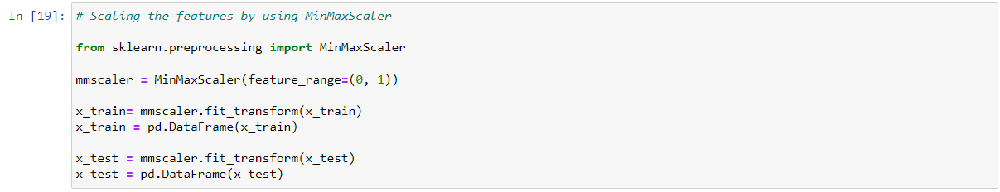 In [19]: # Scaling the features by using MinMaxScaler
from sklearn.preprocessing import MinMaxScaler
mmscaler = MinMaxScaler(feature_range=(0, 1))
x_train= mmscaler.fit_transform(x_train)
x_train = pd.DataFrame(x_train)
x_test = mmscaler.fit_transform(x_test)
x_test = pd.DataFrame(x_test)